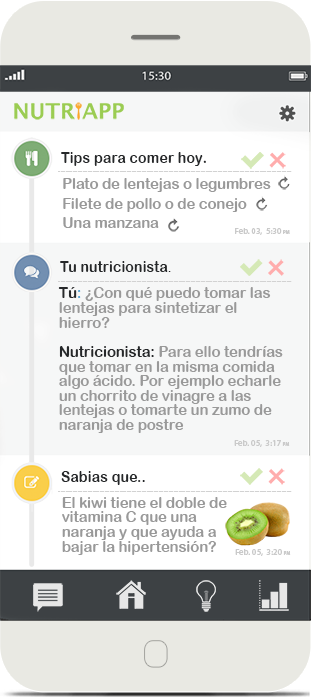 15:30
NUTRIAPP
Tips para comer hoy.
Plato de lentejas o legumbres
Filete de pollo o de conejo
Una manzana
Feb. 03, 5:30 PM
Tu nutricionista.
Tú: ¿Con qué puedo tomar las
lentejas para sintetizar el
hierro?
Nutricionista: Para ello tendrías
que tomar en la misma comida
algo ácido. Por ejemplo echarle
un chorrito de vinagre a las
lentejas o tomarte un zumo de
naranja de postre
Feb. 05, 3:17 PM
Sabias que..
El kiwi tiene el doble de
vitamina C que una
naranja y que ayuda a
bajar la hipertensión?
Feb. 05, 3:20 PM